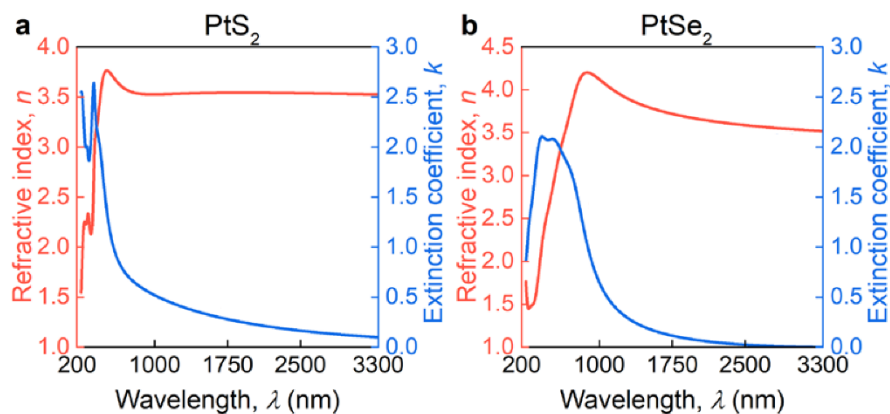 a
PtS₂
4.0
3.5
3.0
2.5
2.0
1.5
1.0
Refractive index, n
3.0
2.5
2.0
1.5
1.0
0.5
0.0
Extinction coefficient, k
200 1000 1750 2500 3300
Wavelength, λ (nm)
b
PtSe₂
4.5
4.0
3.5
3.0
2.5
2.0
1.5
1.0
Refractive index, n
3.0
2.5
2.0
1.5
1.0
0.5
0.0
Extinction coefficient, k
200 1000 1750 2500 3300
Wavelength, λ (nm)